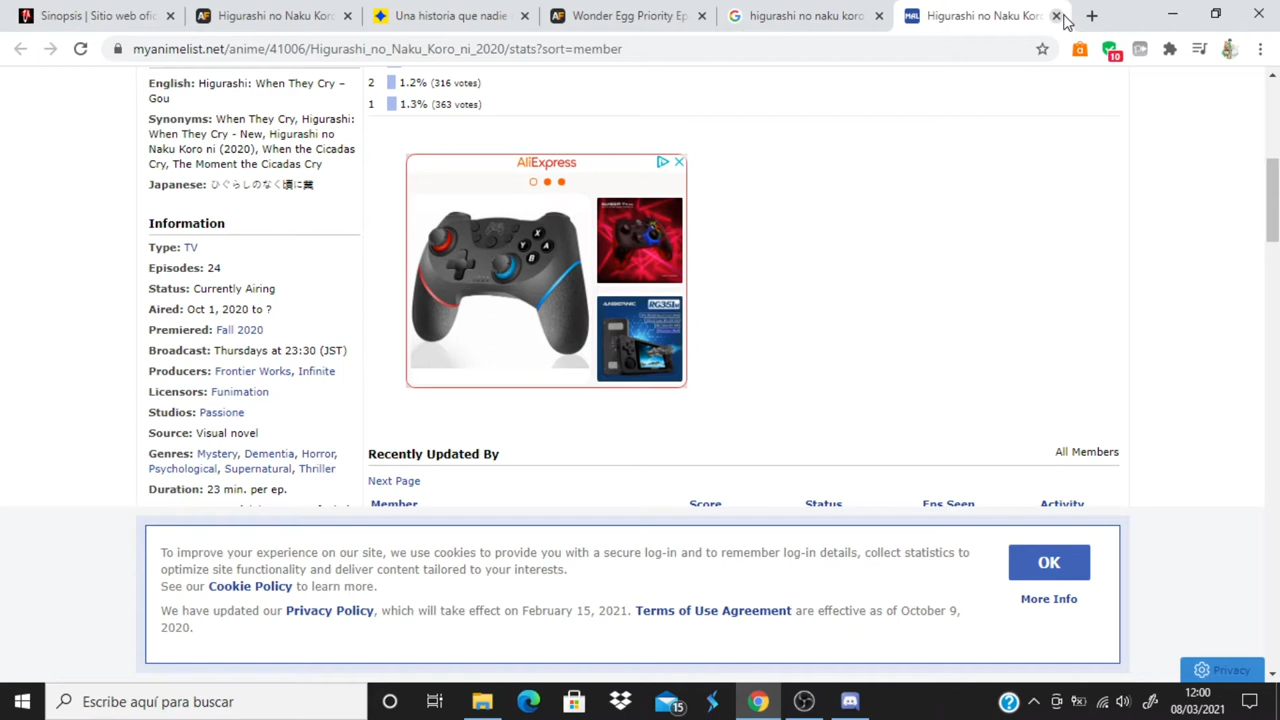 Sinopsis | Sitio web ofic
Higurashi no Naku Koro
Una historia que nadie
Wonder Egg Priority Ep
higurashi no naku koro
Higurashi no Naku Koro
myanimelist.net/anime/41006/Higurashi_no_Naku_Koro_ni_2020/stats?sort=member
10
English: Higurashi: When They Cry –
Gou
Synonyms: When They Cry, Higurashi:
When They Cry - New, Higurashi no
Naku Koro ni (2020), When the Cicadas
Cry, The Moment the Cicadas Cry
Japanese: ひぐらしのなく頃に業
Information
Type: TV
Episodes: 24
Status: Currently Airing
Aired: Oct 1, 2020 to ?
Premiered: Fall 2020
Broadcast: Thursdays at 23:30 (JST)
Producers: Frontier Works, Infinite
Licensors: Funimation
Studios: Passione
Source: Visual novel
Genres: Mystery, Dementia, Horror,
Psychological, Supernatural, Thriller
Duration: 23 min. per ep.
2 1.2% (316 votes)
1 1.3% (363 votes)
AliExpress
X
Y A
B
ANBERNIC RG351M
Recently Updated By
All Members
Next Page
Member Score Status Eps Seen Activity
To improve your experience on our site, we use cookies to provide you with a secure log-in and to remember log-in details, collect statistics to
optimize site functionality and deliver content tailored to your interests.
See our Cookie Policy to learn more.
We have updated our Privacy Policy, which will take effect on February 15, 2021. Terms of Use Agreement are effective as of October 9,
2020.
OK
More Info
Privacy
Escribe aquí para buscar
15
12:00
08/03/2021